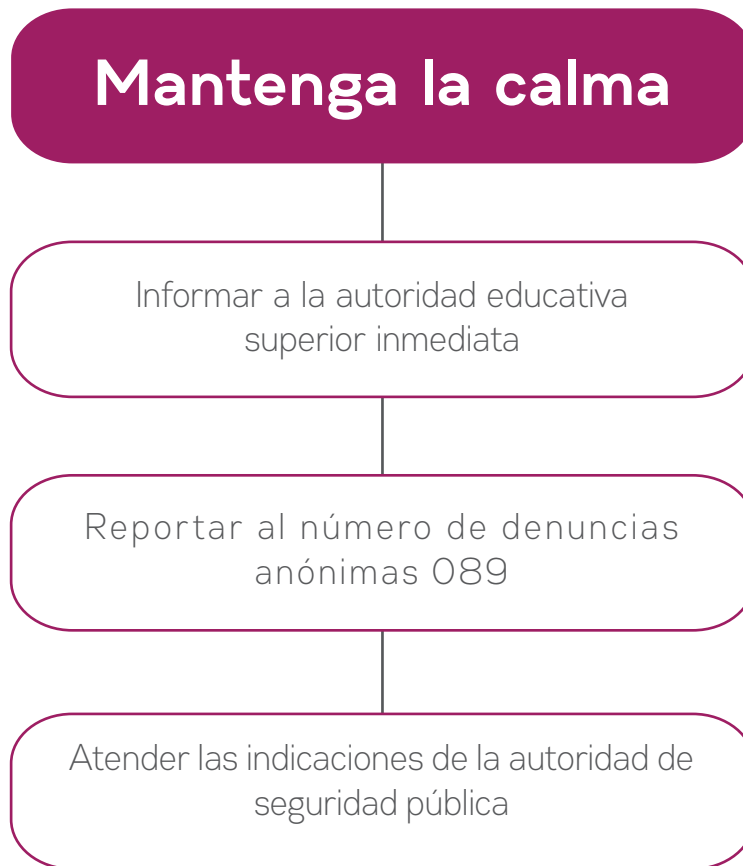 Mantenga la calma
Informar a la autoridad educativa
superior inmediata
Reportar al número de denuncias
anónimas 089
Atender las indicaciones de la autoridad de
seguridad pública